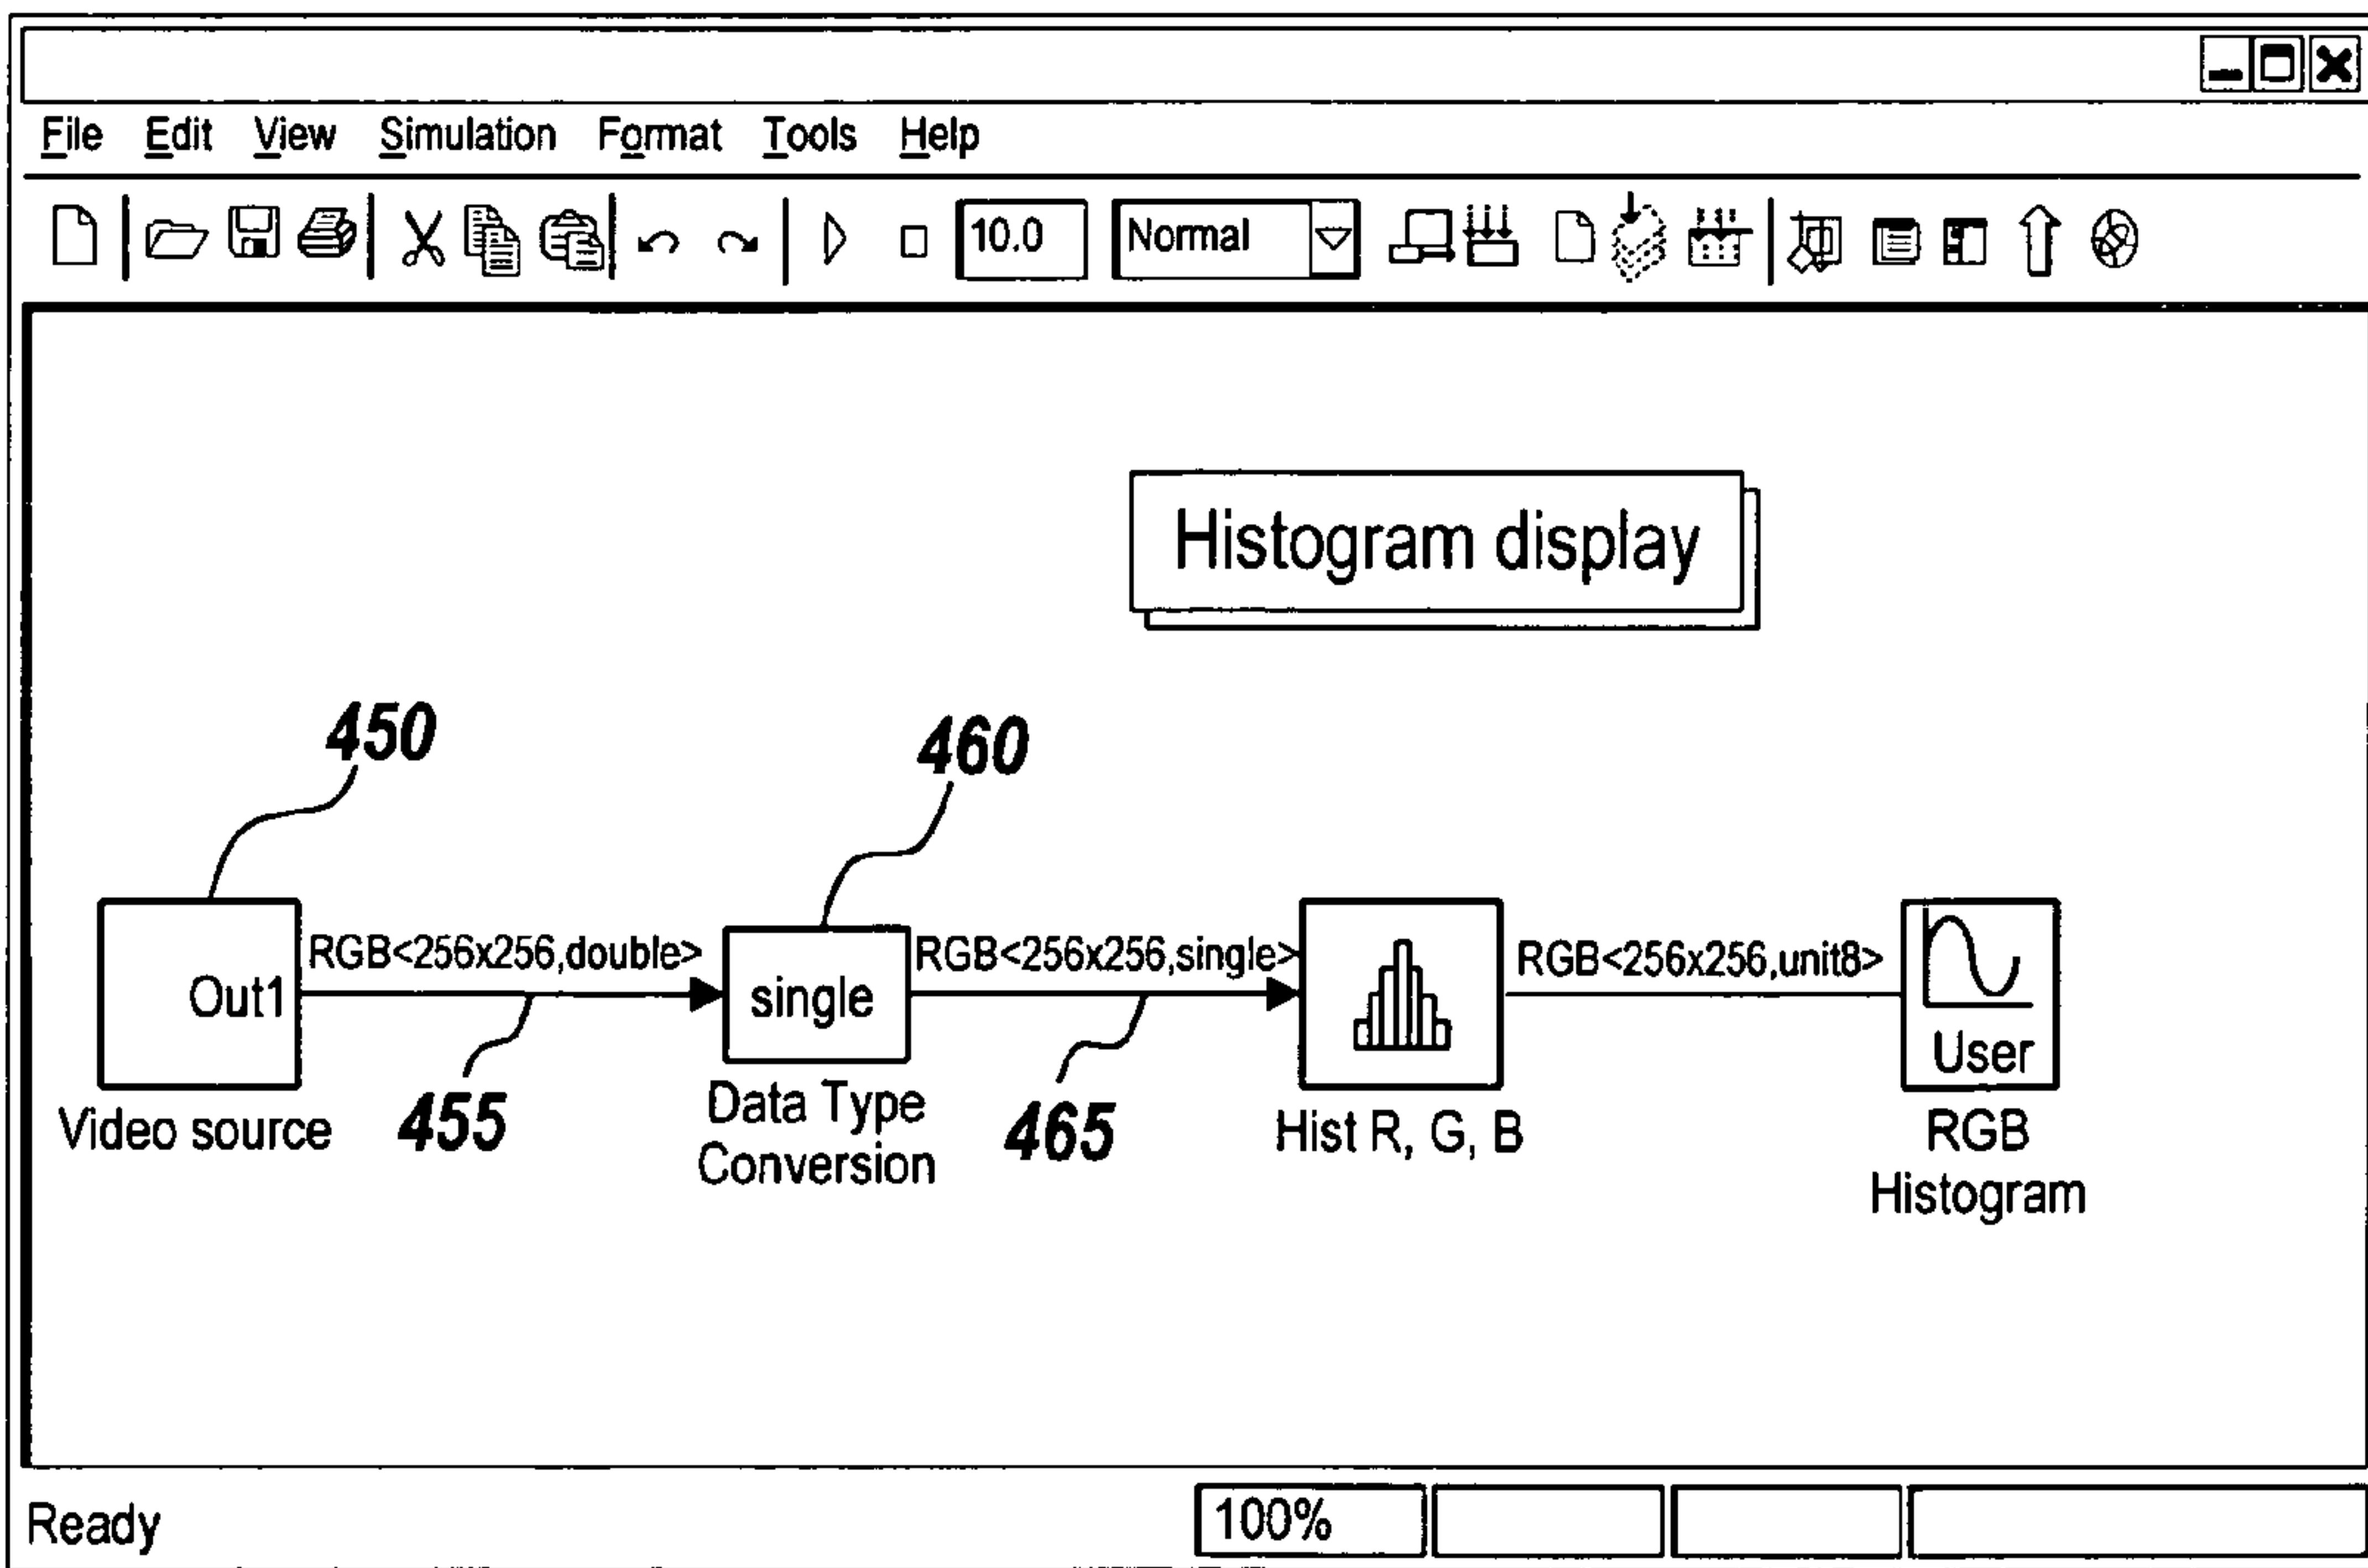 File Edit View Simulation Format Tools Help
10.0 Normal
Histogram display
450
460
RGB<256x256,double>
RGB<256x256,single>
RGB<256x256,unit8>
Out1
single
User
455
465
Video source
Data Type
Conversion
Hist R, G, B
RGB
Histogram
Ready
100%